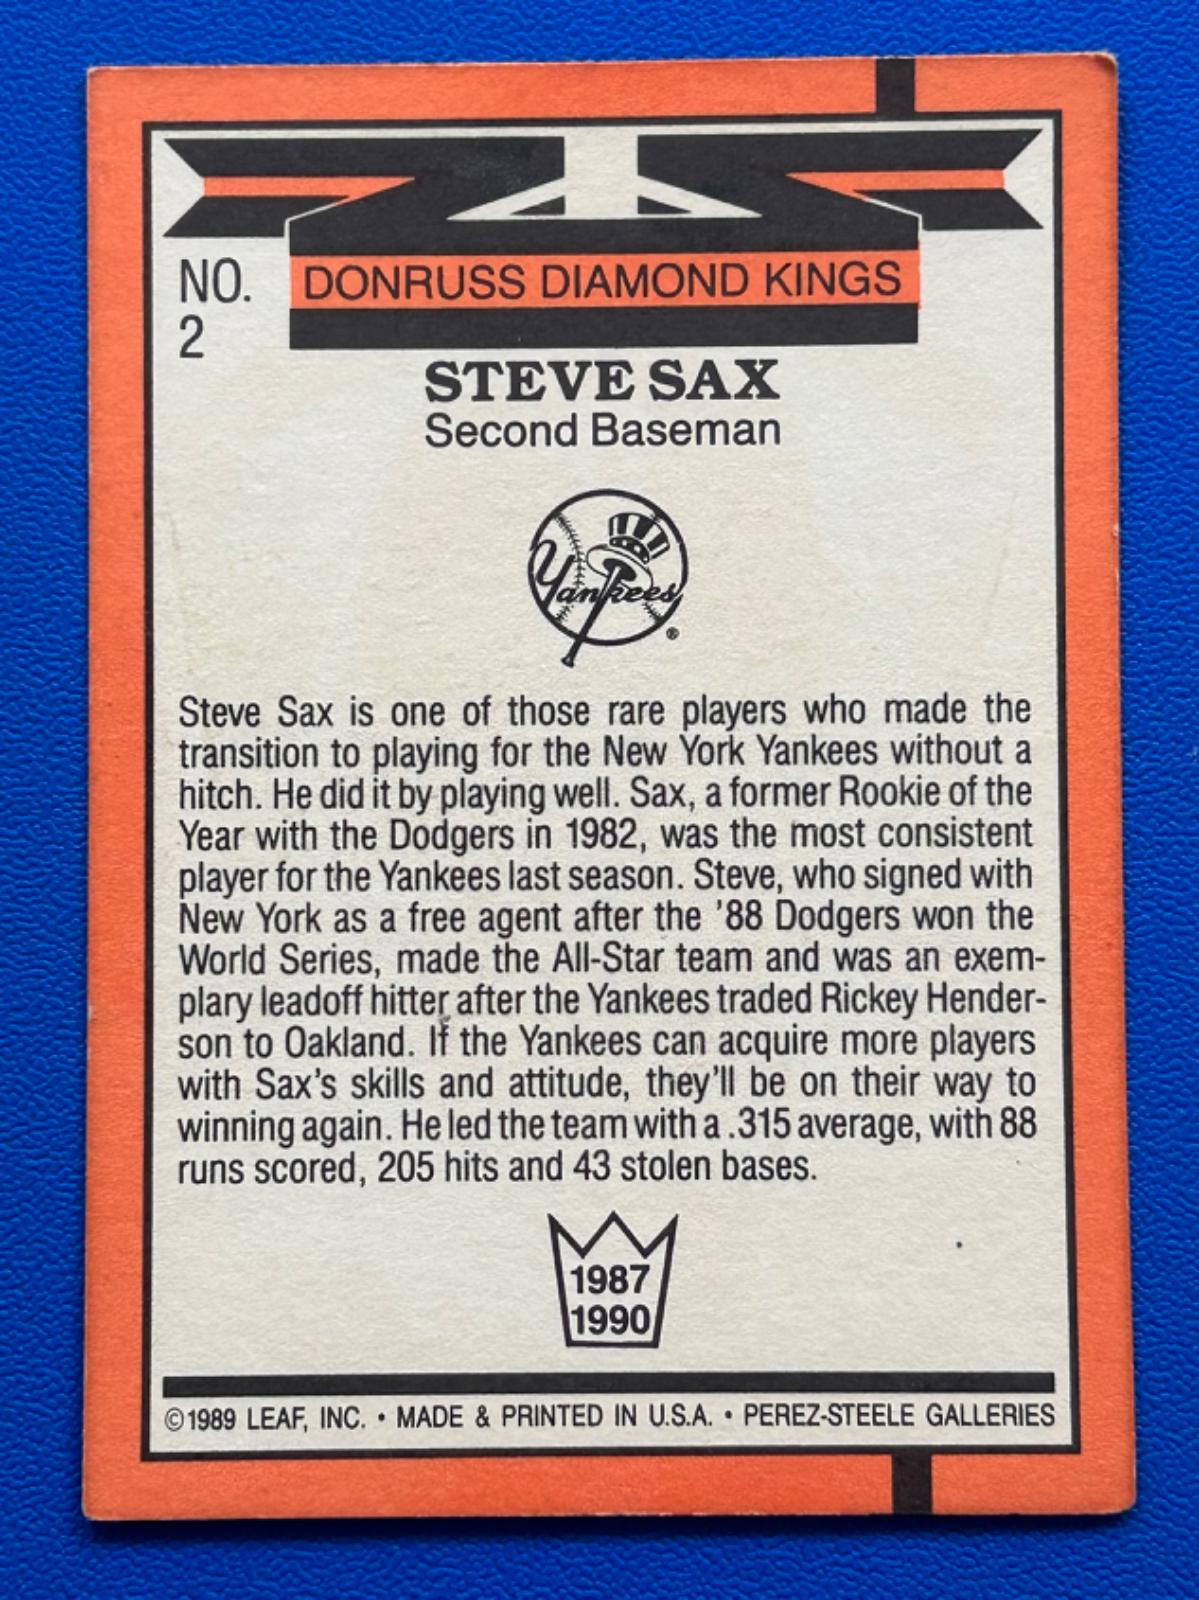 NO.
2
DONRUSS DIAMOND KINGS
STEVE SAX
Second Baseman
Yankees
®
Steve Sax is one of those rare players who made the
transition to playing for the New York Yankees without a
hitch. He did it by playing well. Sax, a former Rookie of the
Year with the Dodgers in 1982, was the most consistent
player for the Yankees last season. Steve, who signed with
New York as a free agent after the '88 Dodgers won the
World Series, made the All-Star team and was an exem-
plary leadoff hitter after the Yankees traded Rickey Hender-
son to Oakland. If the Yankees can acquire more players
with Sax's skills and attitude, they'll be on their way to
winning again. He led the team with a .315 average, with 88
runs scored, 205 hits and 43 stolen bases.
1987
1990
©1989 LEAF, INC. • MADE & PRINTED IN U.S.A. • PEREZ-STEELE GALLERIES